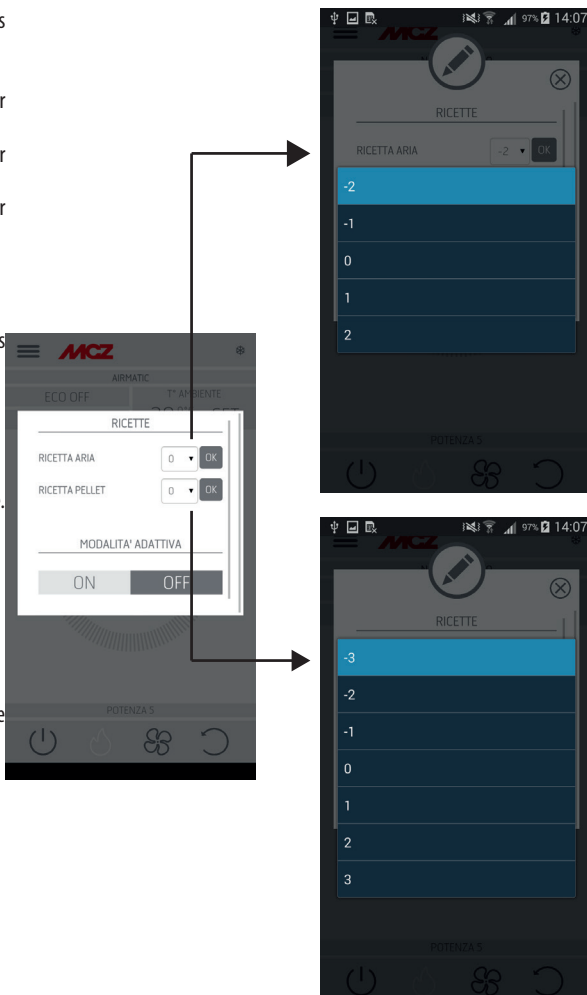 s
r
r
r
s
.
e
MCZ
AIRMATIC
ECO OFF
T° AMBIENTE
SET
RICETTE
RICETTA ARIA 0 OK
RICETTA PELLET 0 OK
MODALITA' ADATTIVA
ON OFF
POTENZA 5
97% 14:07
MCZ
RICETTE
RICETTA ARIA -2 OK
-2
-1
0
1
2
POTENZA 5
97% 14:07
MCZ
RICETTE
-3
-2
-1
0
1
2
3
POTENZA 5